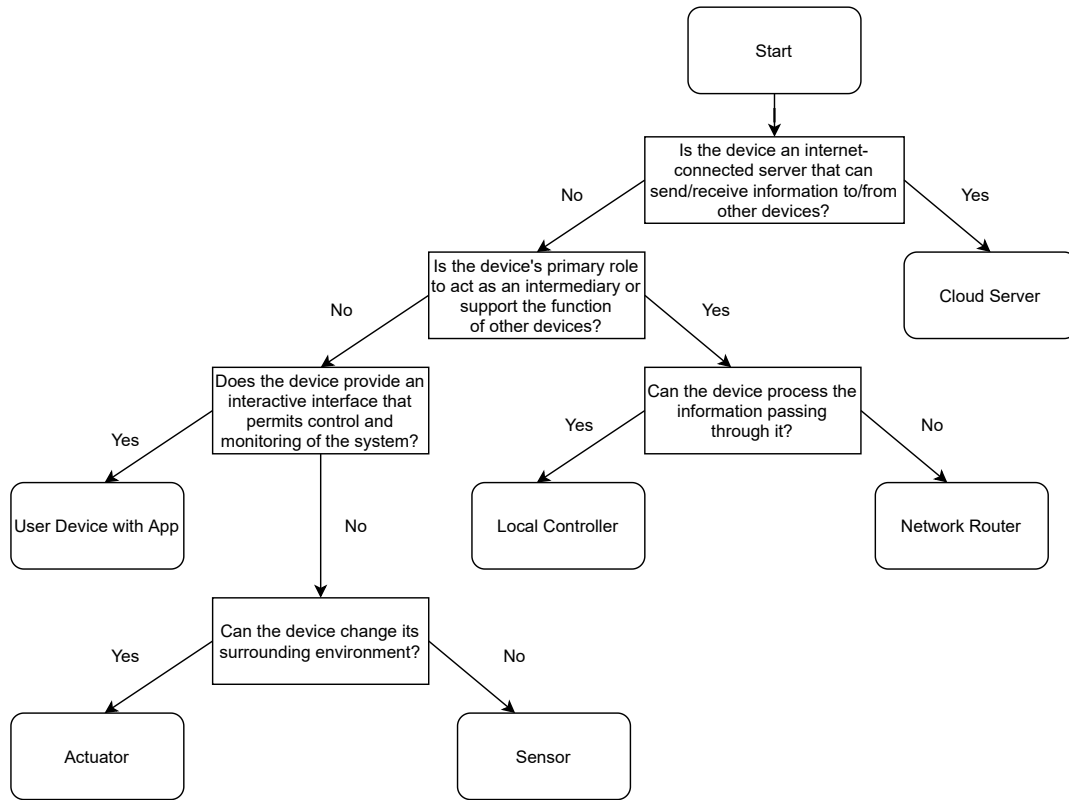 Start
Is the device an internet-
connected server that can
send/receive information to/from
other devices?
No
Yes
Is the device's primary role
to act as an intermediary or
support the function
of other devices?
Cloud Server
No
Yes
Does the device provide an
interactive interface that
permits control and
monitoring of the system?
Can the device process the
information passing
through it?
Yes
Yes
No
User Device with App
No
Local Controller
Network Router
Can the device change its
surrounding environment?
Yes
No
Actuator
Sensor